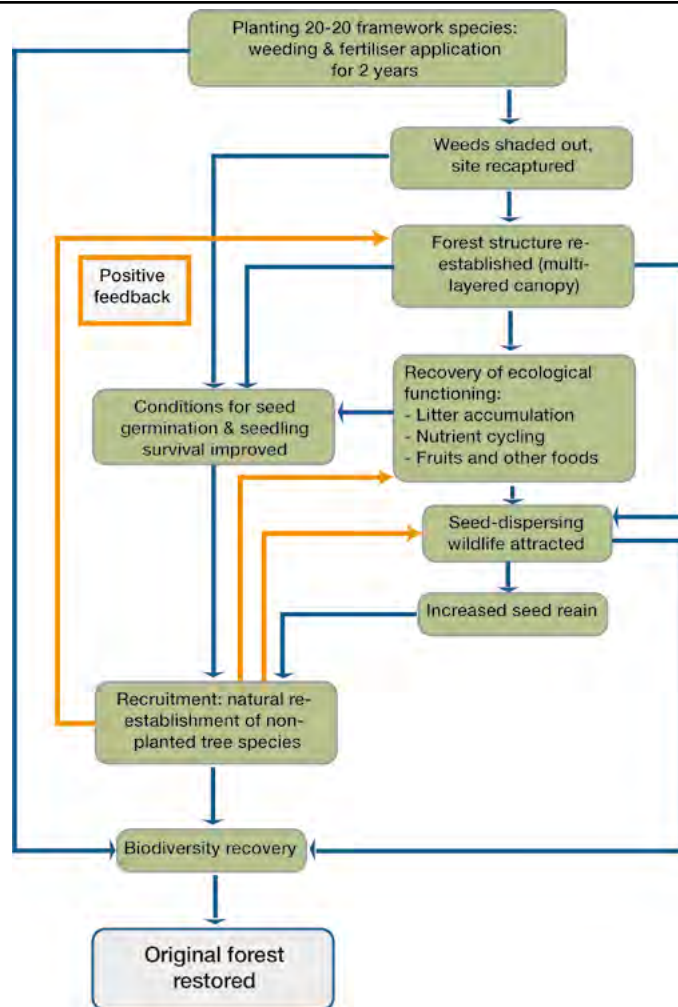 Planting 20-20 framework species:
weeding & fertiliser application
for 2 years
Weeds shaded out,
site recaptured
Forest structure re-
established (multi-
layered canopy)
Positive
feedback
Recovery of ecological
functioning:
- Litter accumulation
- Nutrient cycling
- Fruits and other foods
Conditions for seed
germination & seedling
survival improved
Seed-dispersing
wildlife attracted
Increased seed reain
Recruitment: natural re-
establishment of non-
planted tree species
Biodiversity recovery
Original forest
restored